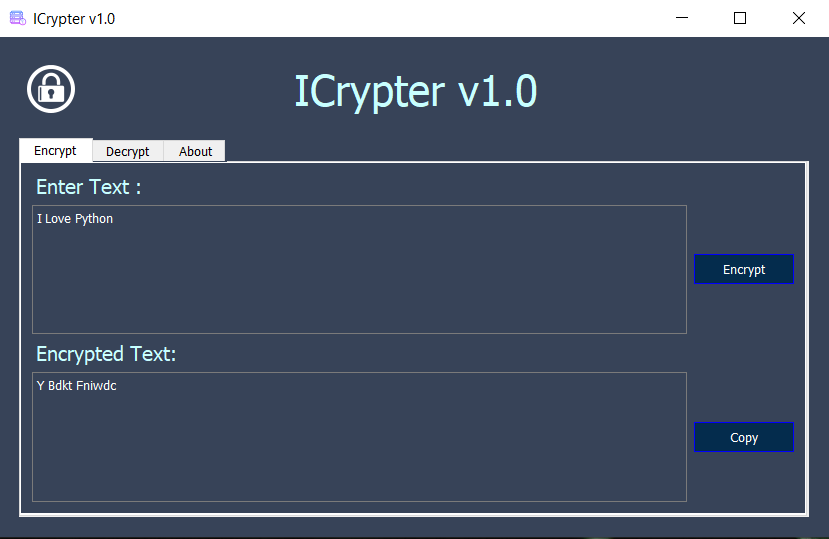 ICrypter v1.0
ICrypter v1.0
Encrypt Decrypt About
Enter Text :
I Love Python
Encrypt
Encrypted Text:
Y Bdkt Fniwdc
Copy